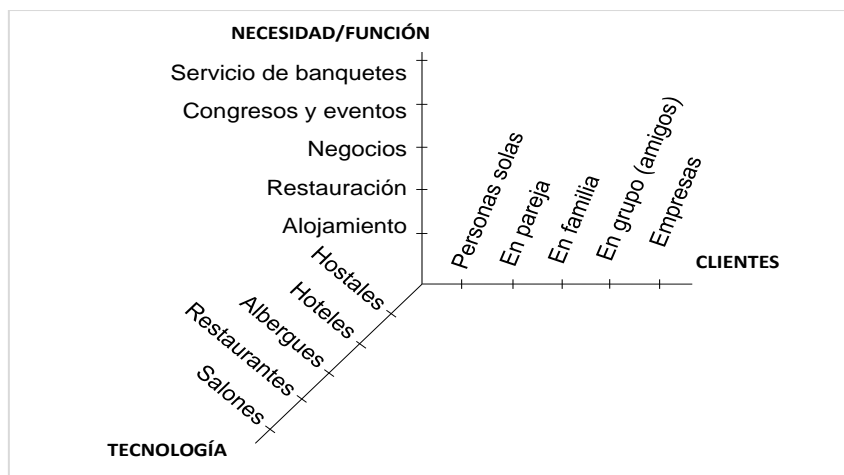 NECESIDAD/FUNCIÓN
Servicio de banquetes
Congresos y eventos
Negocios
Restauración
Alojamiento
Personas solas
En pareja
En familia
En grupo (amigos)
Empresas
CLIENTES
Hostales
Hoteles
Albergues
Restaurantes
Salones
TECNOLOGÍA